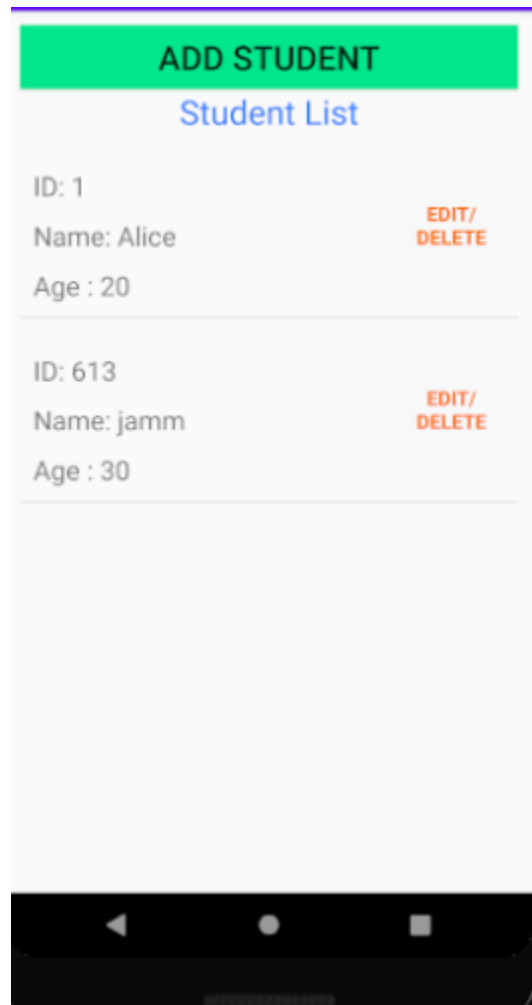 ADD STUDENT
Student List
ID: 1
Name: Alice
Age : 20
EDIT/
DELETE
ID: 613
Name: jamm
Age : 30
EDIT/
DELETE